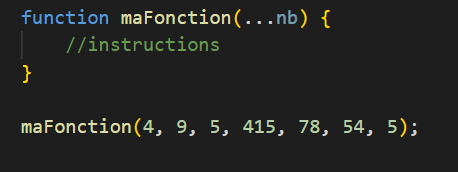 function maFonction(...nb) {
    //instructions
}
maFonction(4, 9, 5, 415, 78, 54, 5);